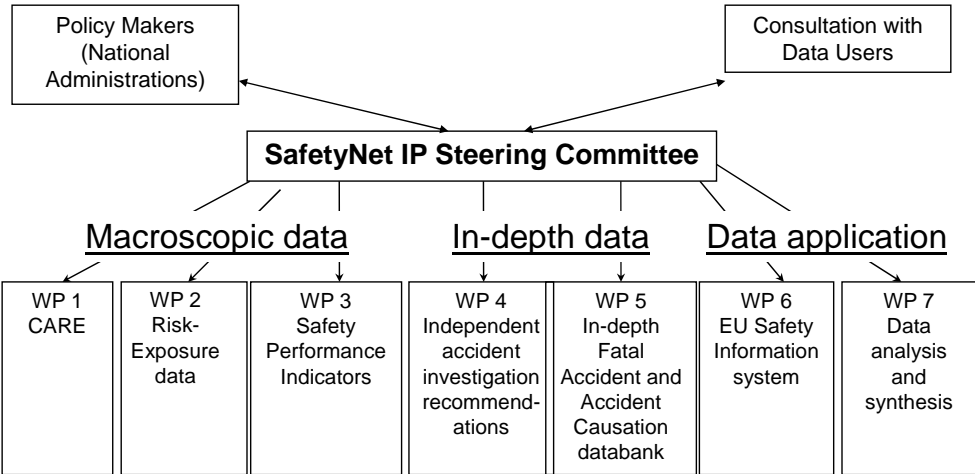 Policy Makers
(National
Administrations)
Consultation with
Data Users
SafetyNet IP Steering Committee
Macroscopic data
In-depth data
Data application
WP 1
CARE
WP 2
Risk-
Exposure
data
WP 3
Safety
Performance
Indicators
WP 4
Independent
accident
investigation
recommend-
ations
WP 5
In-depth
Fatal
Accident and
Accident
Causation
databank
WP 6
EU Safety
Information
system
WP 7
Data
analysis
and
synthesis